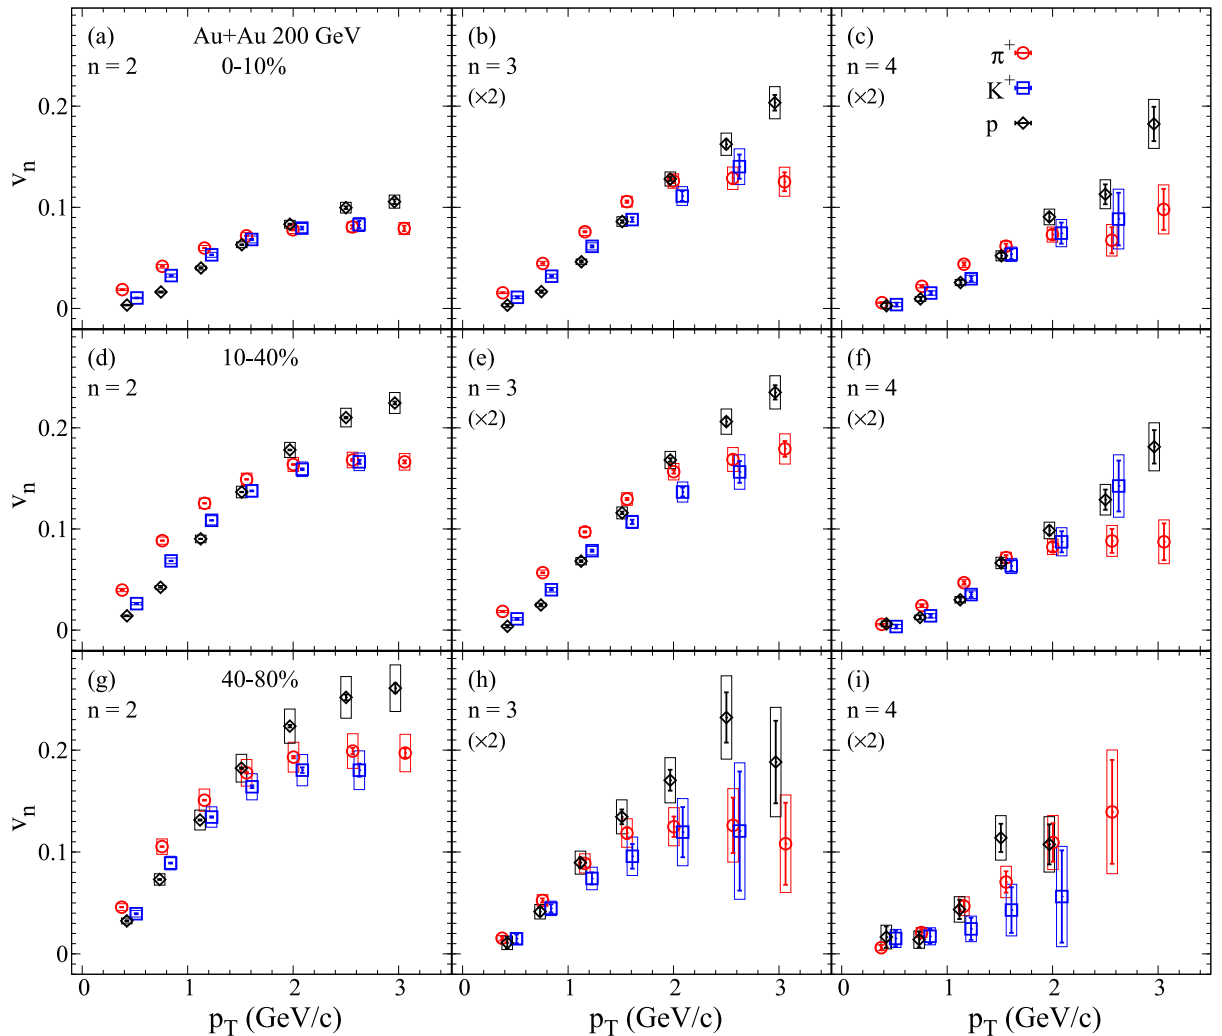 (a) Au+Au 200 GeV
n = 2 0-10%
(b)
n = 3
(×2)
(c)
n = 4
(×2)
π+
K+
p
vn
0.2
0.1
0
(d) 10-40%
n = 2
(e)
n = 3
(×2)
(f)
n = 4
(×2)
vn
0.2
0.1
0
(g) 40-80%
n = 2
(h)
n = 3
(×2)
(i)
n = 4
(×2)
vn
0.2
0.1
0
0 1 2 3 0 1 2 3 0 1 2 3
pT (GeV/c) pT (GeV/c) pT (GeV/c)